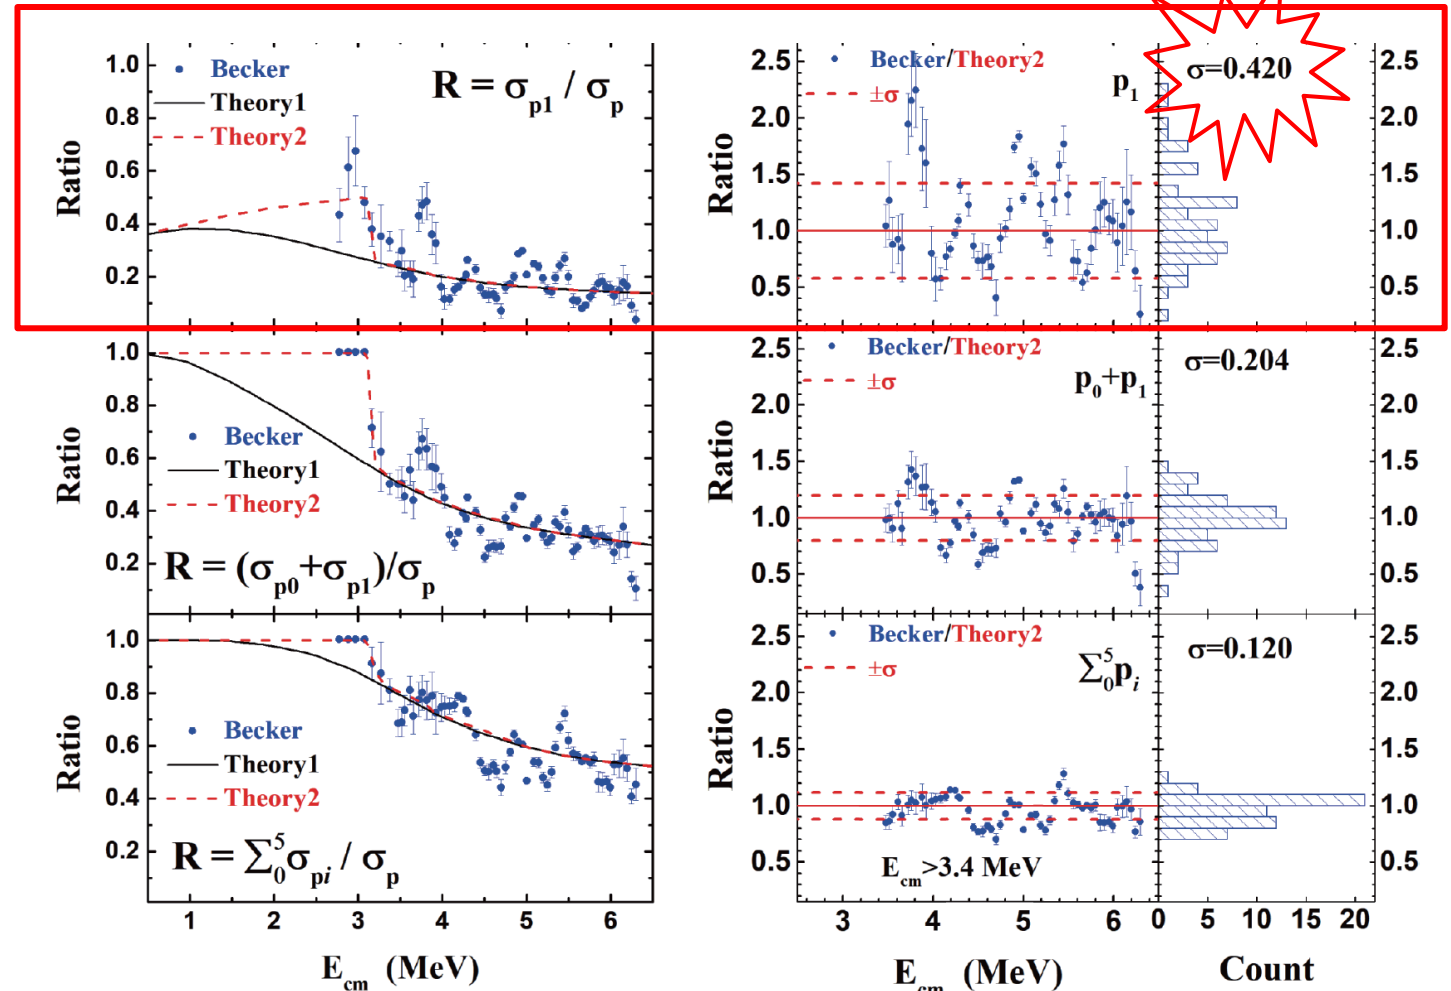 1.0
0.8
0.6
0.4
0.2
Ratio
Becker
Theory1
Theory2
R = σp1 / σp
2.5
2.0
1.5
1.0
0.5
Ratio
Becker/Theory2
±σ
p1
σ=0.420
2.5
2.0
1.5
1.0
0.5
1.0
0.8
0.6
0.4
0.2
Ratio
Becker
Theory1
Theory2
R = (σp0+σp1)/σp
2.5
2.0
1.5
1.0
0.5
Ratio
Becker/Theory2
±σ
p0+p1
σ=0.204
2.5
2.0
1.5
1.0
0.5
1.0
0.8
0.6
0.4
0.2
Ratio
Becker
Theory1
Theory2
R = ∑⁵₀σpi / σp
1 2 3 4 5 6
Ecm (MeV)
2.5
2.0
1.5
1.0
0.5
Ratio
Becker/Theory2
±σ
∑⁵₀pi
Ecm>3.4 MeV
3 4 5 6
Ecm (MeV)
σ=0.120
2.5
2.0
1.5
1.0
0.5
0 5 10 15 20
Count